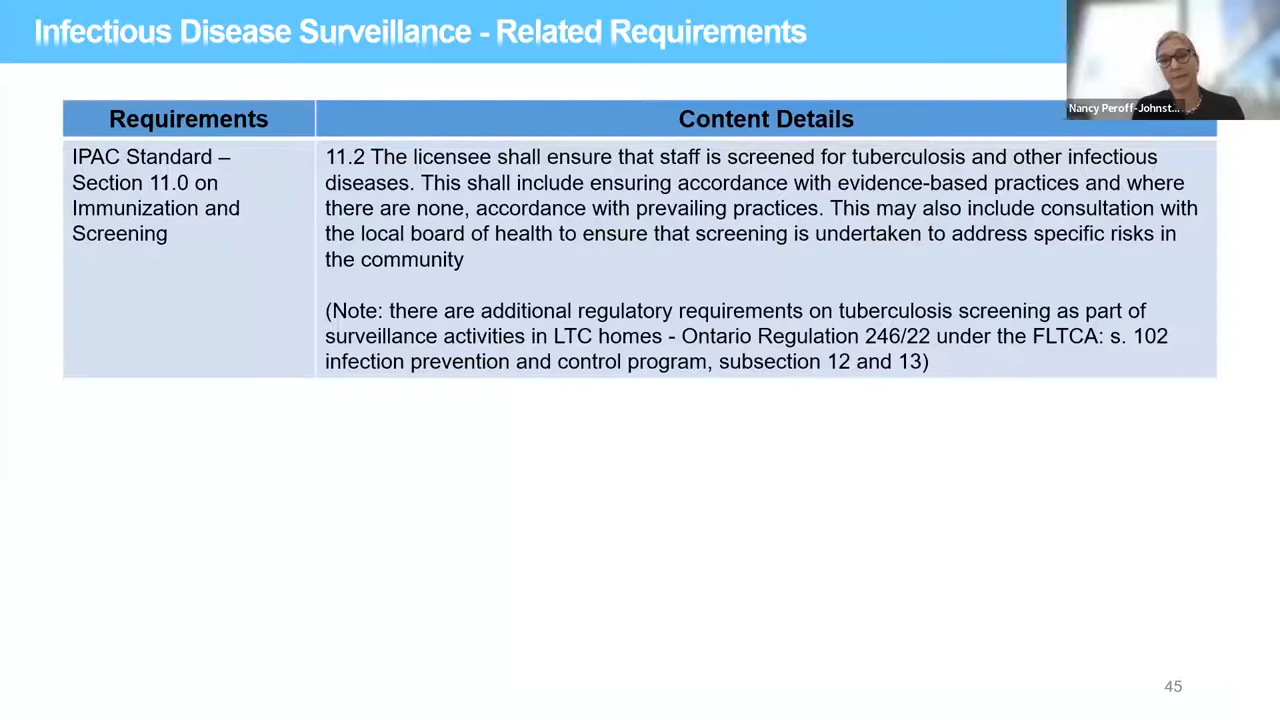 Infectious Disease Surveillance - Related Requirements
Nancy Peroff-Johnst...
Requirements
Content Details
IPAC Standard –
Section 11.0 on
Immunization and
Screening
11.2 The licensee shall ensure that staff is screened for tuberculosis and other infectious
diseases. This shall include ensuring accordance with evidence-based practices and where
there are none, accordance with prevailing practices. This may also include consultation with
the local board of health to ensure that screening is undertaken to address specific risks in
the community
(Note: there are additional regulatory requirements on tuberculosis screening as part of
surveillance activities in LTC homes - Ontario Regulation 246/22 under the FLTCA: s. 102
infection prevention and control program, subsection 12 and 13)
45